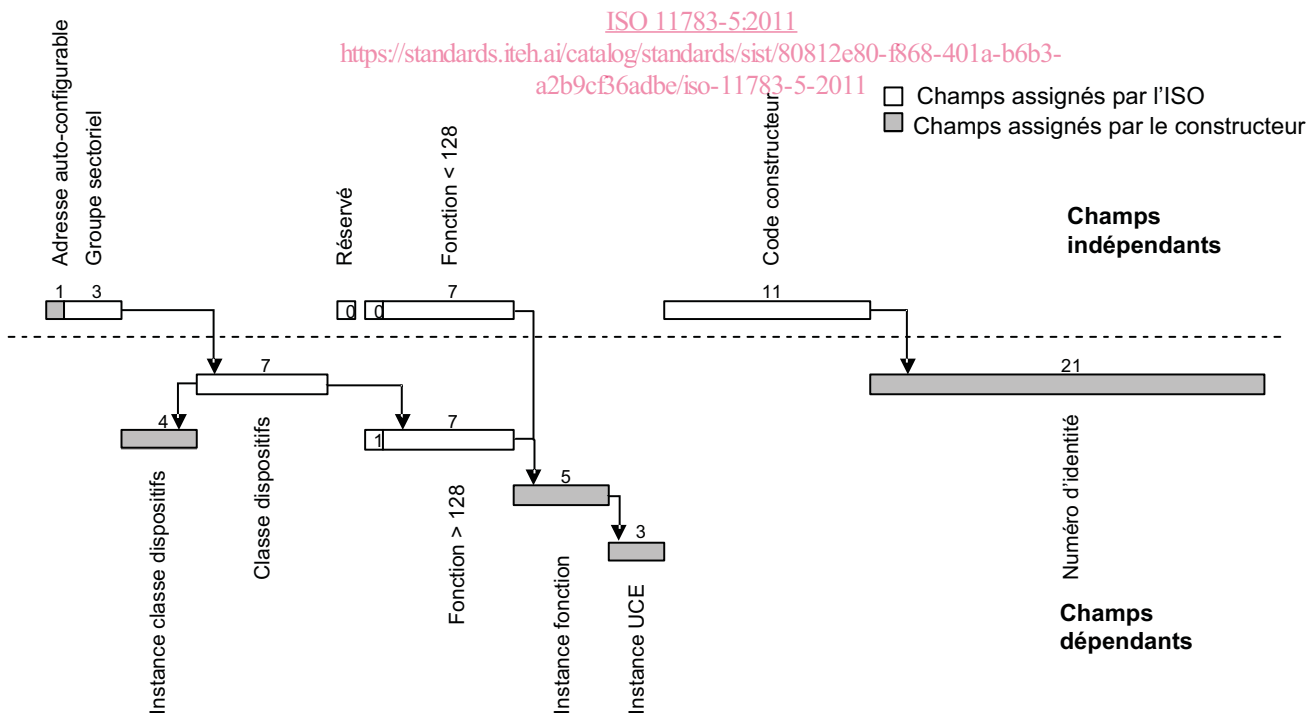 ISO 11783-5:2011
https://standards.iteh.ai/catalog/standards/sist/80812e80-f868-401a-b6b3-
a2b9cf36adbe/iso-11783-5-2011
Champs assignés par l'ISO
Champs assignés par le constructeur
Adresse auto-configurable
Groupe sectoriel
Réservé
Fonction < 128
Code constructeur
Champs
indépendants
1
3
0
0
7
11
7
21
4
1
7
5
3
Instance classe dispositifs
Classe dispositifs
Fonction > 128
Instance fonction
Instance UCE
Numéro d'identité
Champs
dépendants